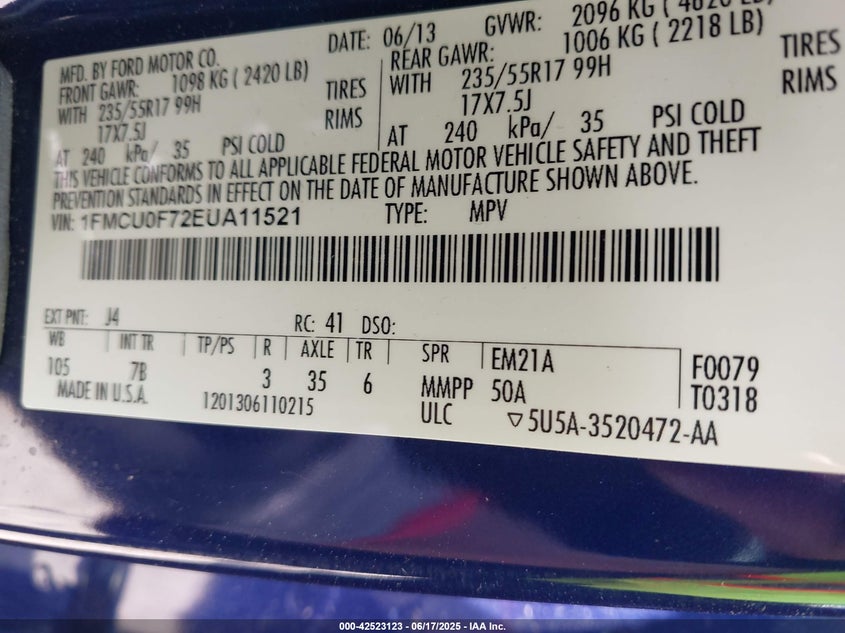 MFD. BY FORD MOTOR CO. DATE: 06/13 GVWR: 2096 KG (
FRONT GAWR: 1098 KG ( 2420 LB) REAR GAWR: 1006 KG ( 2218 LB)
WITH 235/55R17 99H TIRES WITH 235/55R17 99H TIRES
17X7.5J RIMS 17X7.5J RIMS
AT 240 kPa/ 35 PSI COLD AT 240 kPa/ 35 PSI COLD
THIS VEHICLE CONFORMS TO ALL APPLICABLE FEDERAL MOTOR VEHICLE SAFETY AND THEFT
PREVENTION STANDARDS IN EFFECT ON THE DATE OF MANUFACTURE SHOWN ABOVE.
VIN: 1FMCU0F72EUA11521 TYPE: MPV
EXT PNT: J4 RC: 41 DSO:
WB INT TR TP/PS R AXLE TR SPR EM21A F0079
105 7B 3 35 6 MMPP 50A T0318
MADE IN U.S.A. 1201306110215 ULC ▽5U5A-3520472-AA
000-42523123 - 06/17/2025 - IAA Inc.